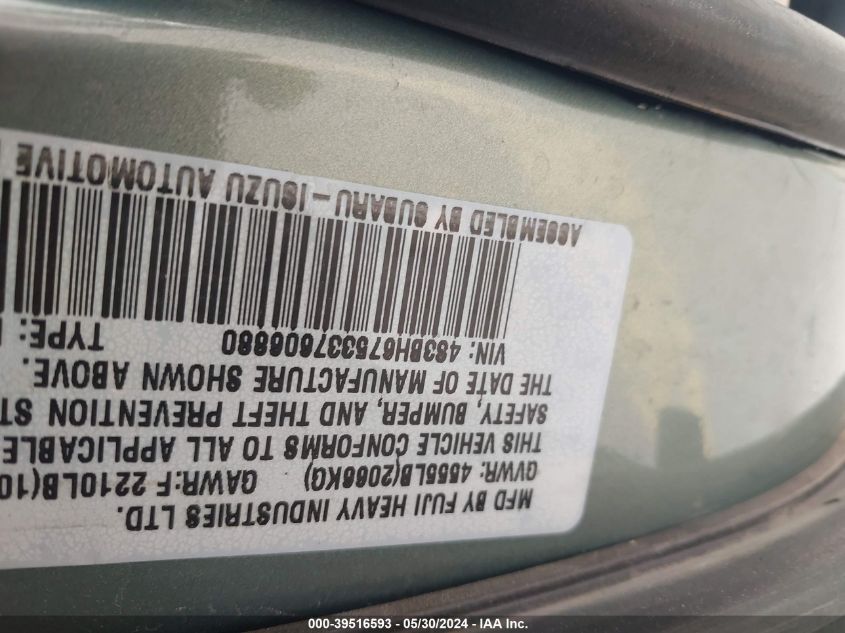 MFD BY FUJI HEAVY INDUSTRIES LTD.
GVWR: 4555LB(2066KG) GAWR:F 2210LB(10
THIS VEHICLE CONFORMS TO ALL APPLICABLE
SAFETY, BUMPER, AND THEFT PREVENTION ST
THE DATE OF MANUFACTURE SHOWN ABOVE.
VIN: 4S3BH675337606880 TYPE:
ASSEMBLED BY SUBARU-ISUZU AUTOMOTIVE
000-39516593 - 05/30/2024 - IAA Inc.